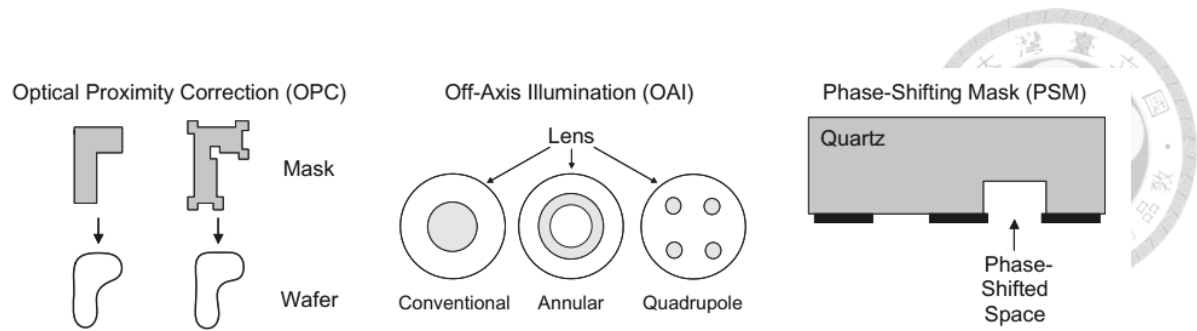 Optical Proximity Correction (OPC)
Mask
Wafer
Off-Axis Illumination (OAI)
Lens
Conventional
Annular
Quadrupole
Phase-Shifting Mask (PSM)
Quartz
Phase-
Shifted
Space